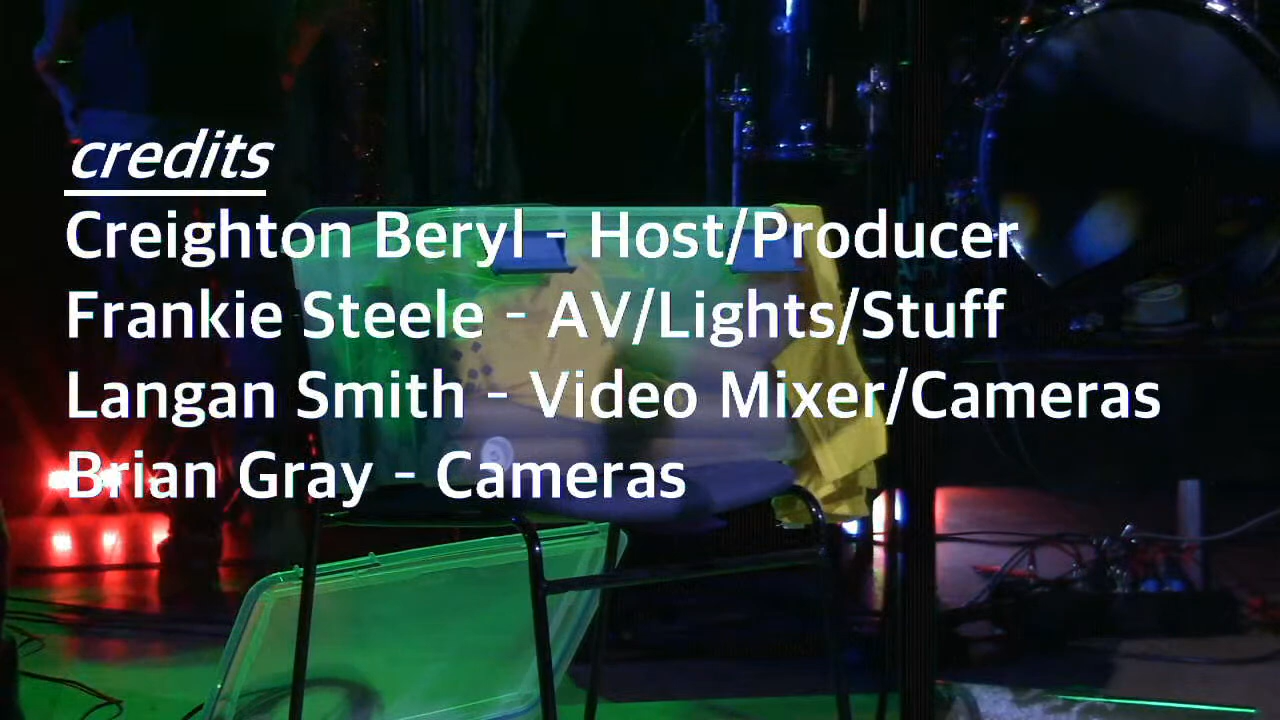 credits
Creighton Beryl - Host/Producer
Frankie Steele - AV/Lights/Stuff
Langan Smith - Video Mixer/Cameras
Brian Gray - Cameras